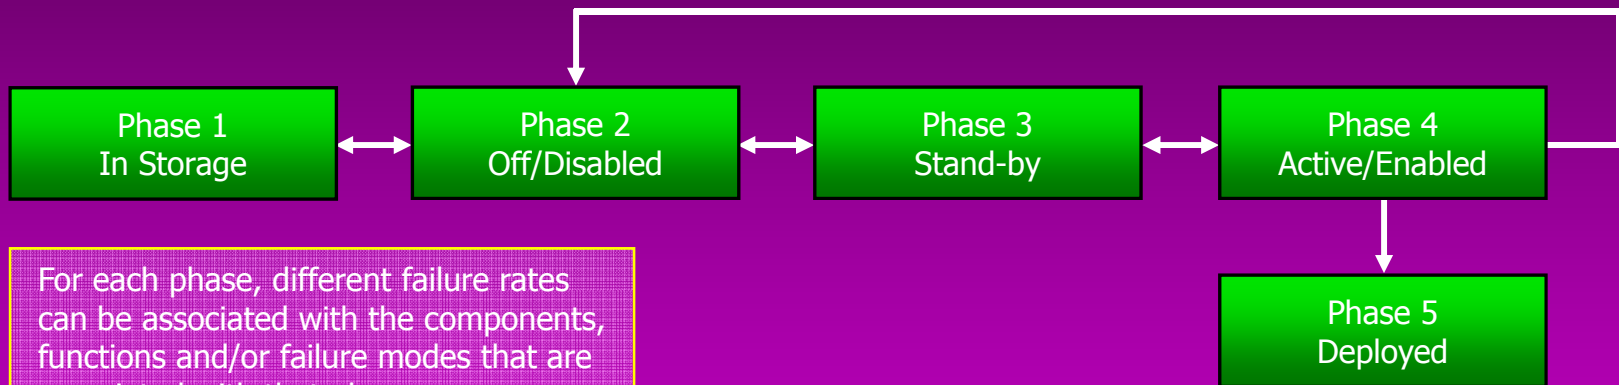 Phase 1
In Storage
Phase 2
Off/Disabled
Phase 3
Stand-by
Phase 4
Active/Enabled
For each phase, different failure rates
can be associated with the components,
functions and/or failure modes that are
Phase 5
Deployed